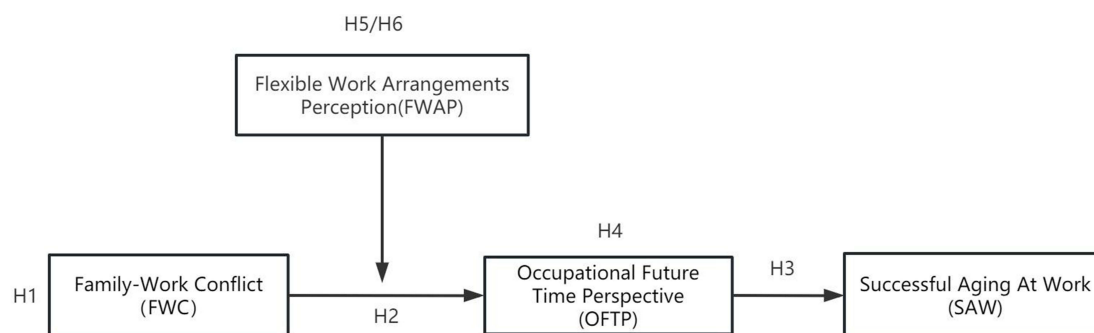 H5/H6
Flexible Work Arrangements
Perception(FWAP)
H4
H1
Family-Work Conflict
(FWC)
H2
Occupational Future
Time Perspective
(OFTP)
H3
Successful Aging At Work
(SAW)